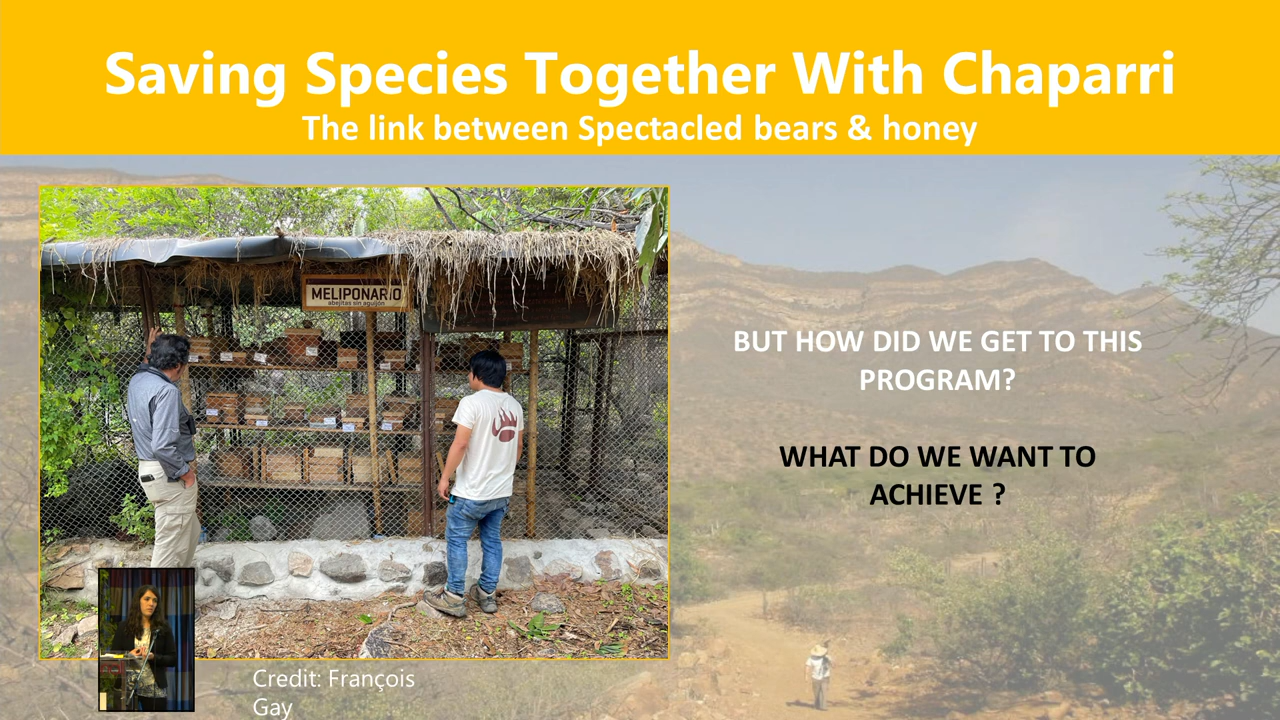 Saving Species Together With Chaparri
The link between Spectacled bears & honey
MELIPONARIO
abejitas sin aguijón
BUT HOW DID WE GET TO THIS
PROGRAM?
WHAT DO WE WANT TO
ACHIEVE ?
Credit: François
Gay